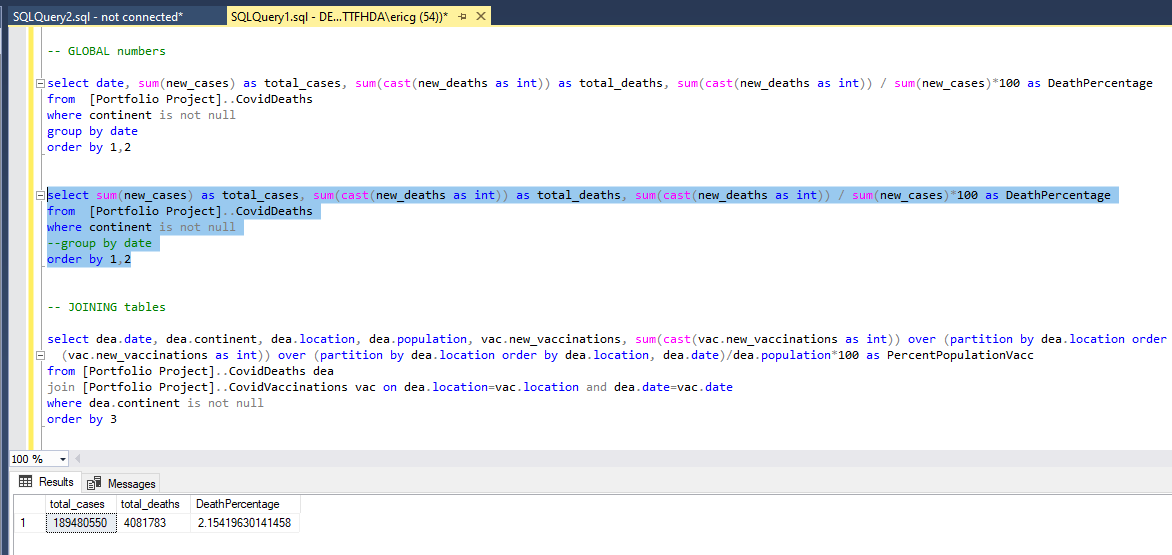 SQLQuery2.sql - not connected*
SQLQuery1.sql - DE...TTFHDA\ericg (54))*
-- GLOBAL numbers
select date, sum(new_cases) as total_cases, sum(cast(new_deaths as int)) as total_deaths, sum(cast(new_deaths as int)) / sum(new_cases)*100 as DeathPercentage
from  [Portfolio Project]..CovidDeaths
where continent is not null
group by date
order by 1,2
select sum(new_cases) as total_cases, sum(cast(new_deaths as int)) as total_deaths, sum(cast(new_deaths as int)) / sum(new_cases)*100 as DeathPercentage
from  [Portfolio Project]..CovidDeaths
where continent is not null
--group by date
order by 1,2
-- JOINING tables
select dea.date, dea.continent, dea.location, dea.population, vac.new_vaccinations, sum(cast(vac.new_vaccinations as int)) over (partition by dea.location order
(vac.new_vaccinations as int)) over (partition by dea.location order by dea.location, dea.date)/dea.population*100 as PercentPopulationVacc
from [Portfolio Project]..CovidDeaths dea
join [Portfolio Project]..CovidVaccinations vac on dea.location=vac.location and dea.date=vac.date
where dea.continent is not null
order by 3
100 %
Results Messages
total_cases total_deaths DeathPercentage
1 189480550 4081783 2.15419630141458